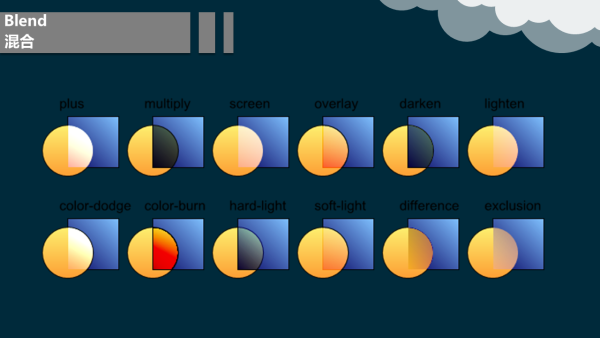 Blend
混合
plus multiply screen overlay darken lighten
color-dodge color-burn hard-light soft-light difference exclusion